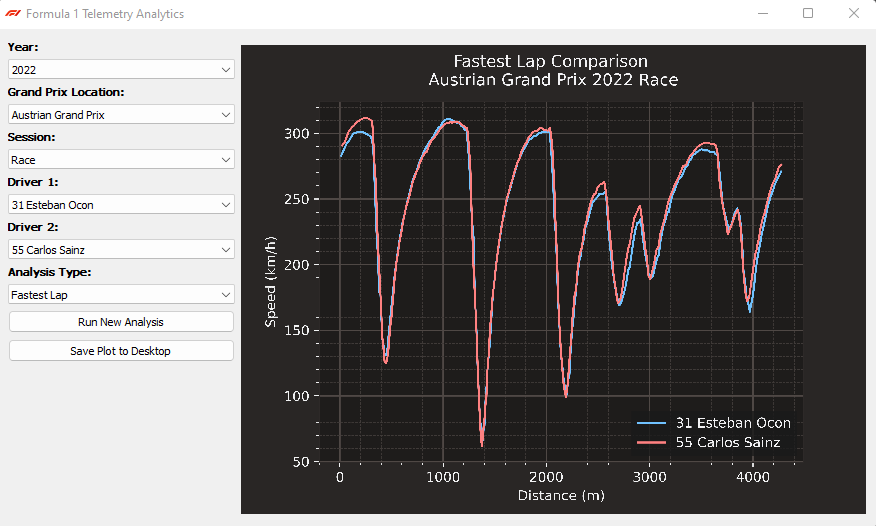 Formula 1 Telemetry Analytics
Year:
2022
Grand Prix Location:
Austrian Grand Prix
Session:
Race
Driver 1:
31 Esteban Ocon
Driver 2:
55 Carlos Sainz
Analysis Type:
Fastest Lap
Run New Analysis
Save Plot to Desktop
Fastest Lap Comparison
Austrian Grand Prix 2022 Race
Speed (km/h)
300
250
200
150
100
50
31 Esteban Ocon
55 Carlos Sainz
0 1000 2000 3000 4000
Distance (m)